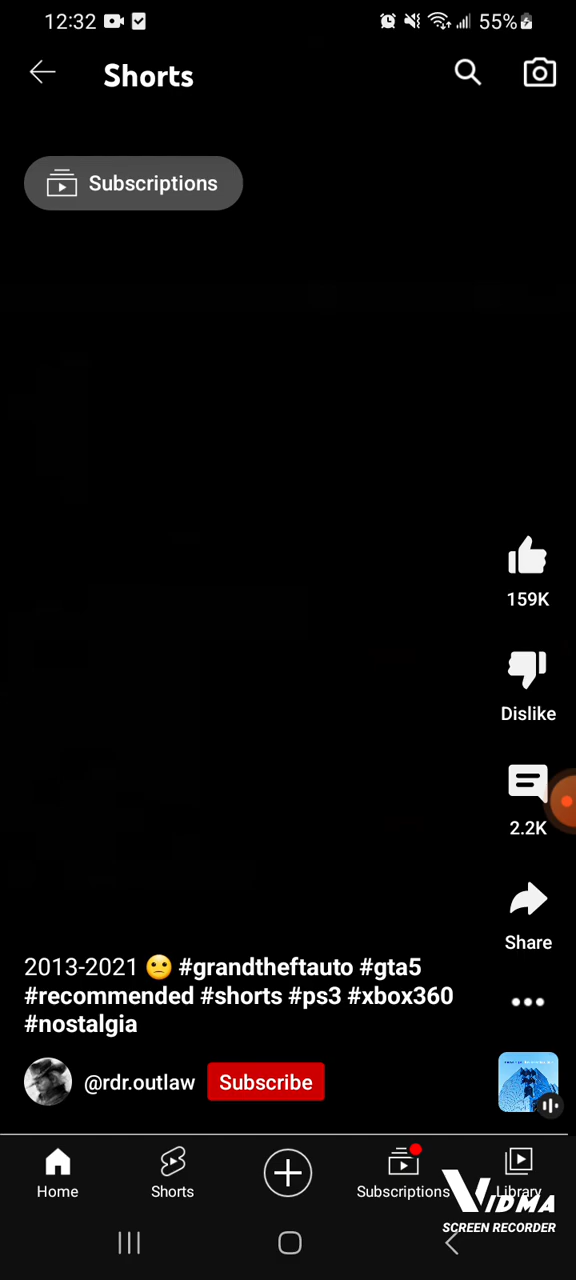 12:32 55%
Shorts
Subscriptions
159K
Dislike
2.2K
Share
2013-2021 🙁 #grandtheftauto #gta5
#recommended #shorts #ps3 #xbox360
#nostalgia
@rdr.outlaw Subscribe
Home Shorts Subscriptions Library
VIDMA
SCREEN RECORDER